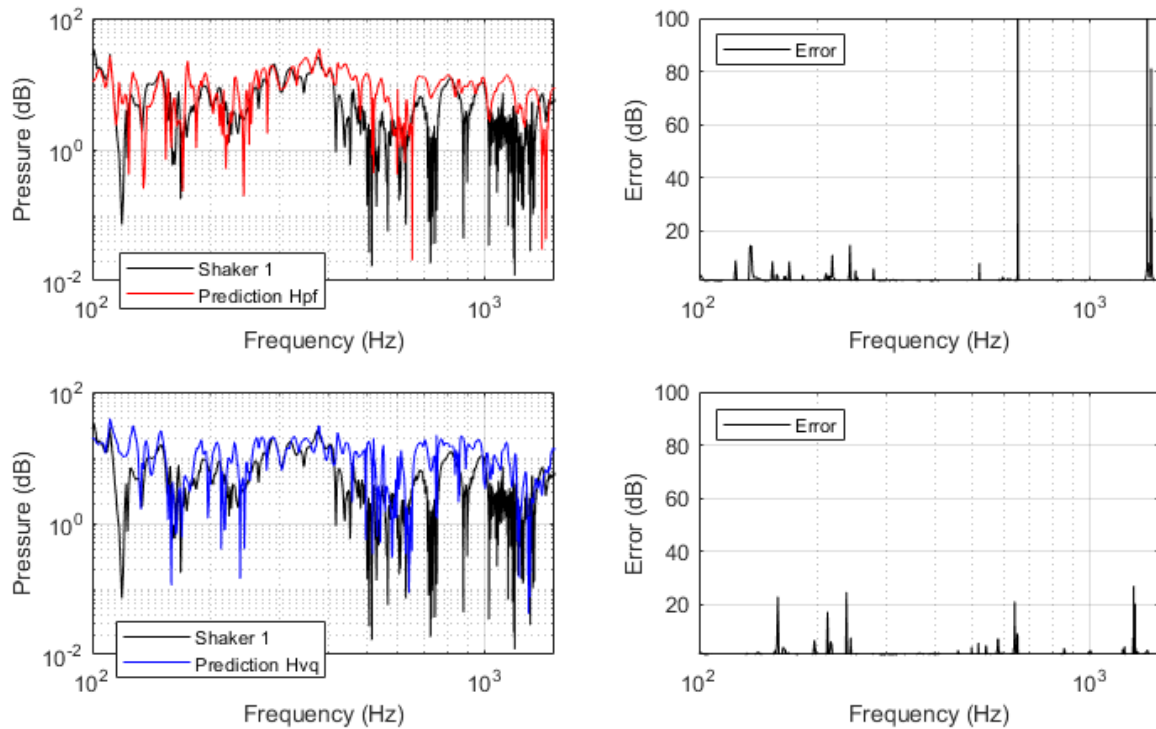 10^2
10^0
10^-2
Pressure (dB)
Shaker 1
Prediction Hpf
10^2
10^3
Frequency (Hz)
100
80
60
40
20
Error (dB)
Error
10^2
10^3
Frequency (Hz)
10^2
10^0
10^-2
Pressure (dB)
Shaker 1
Prediction Hvq
10^2
10^3
Frequency (Hz)
100
80
60
40
20
Error (dB)
Error
10^2
10^3
Frequency (Hz)